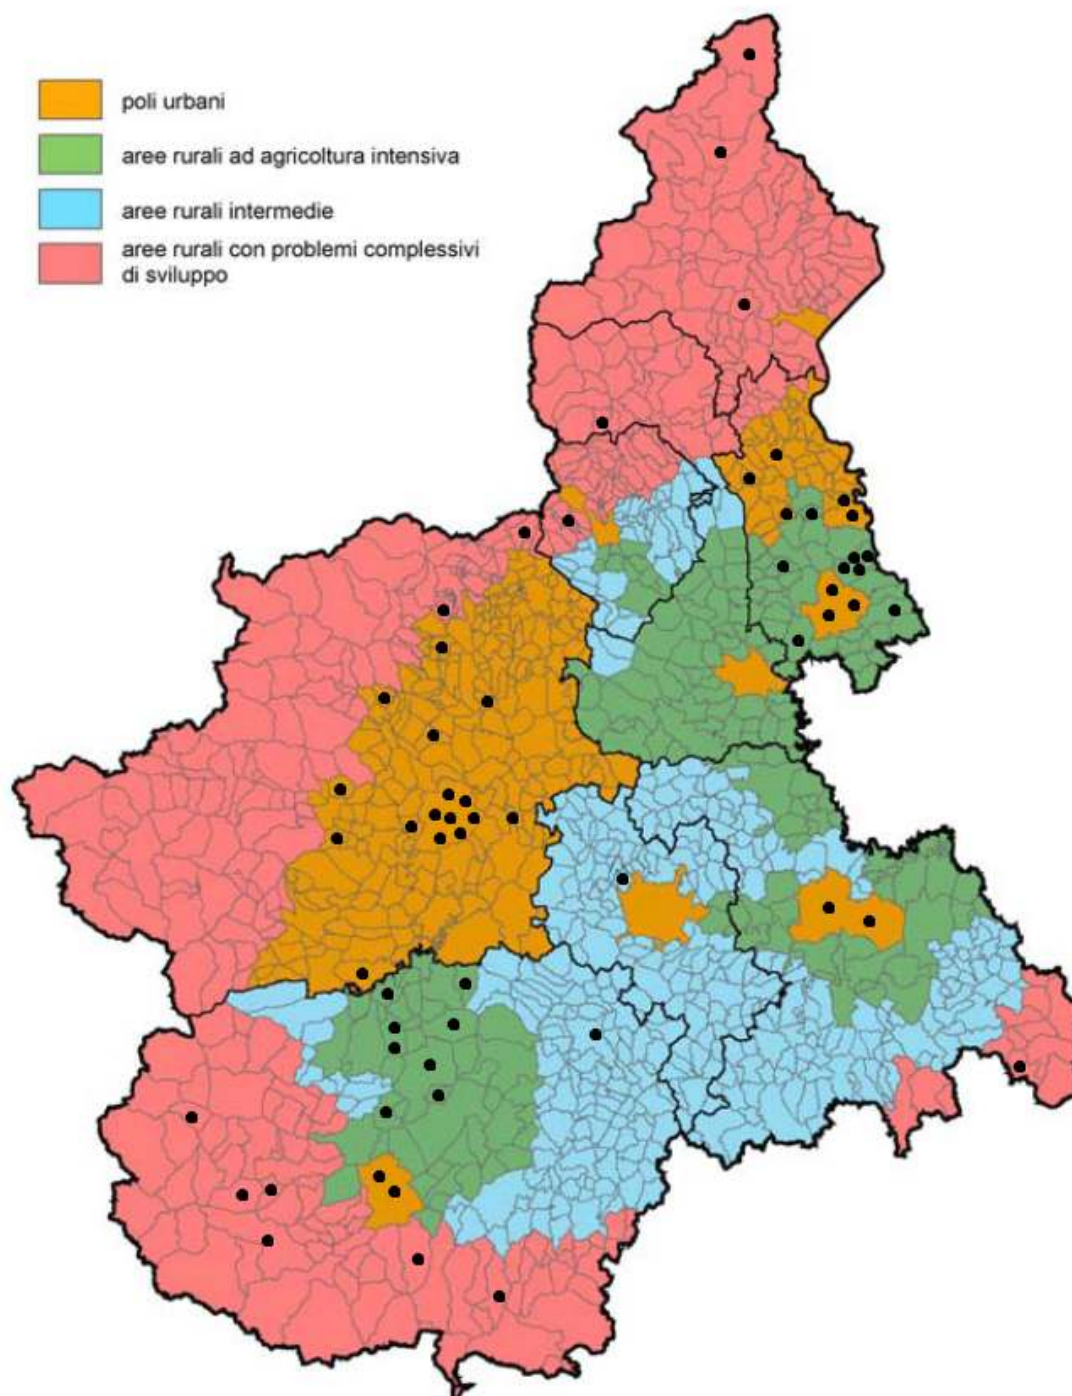 poli urbani
aree rurali ad agricoltura intensiva
aree rurali intermedie
aree rurali con problemi complessivi
di sviluppo